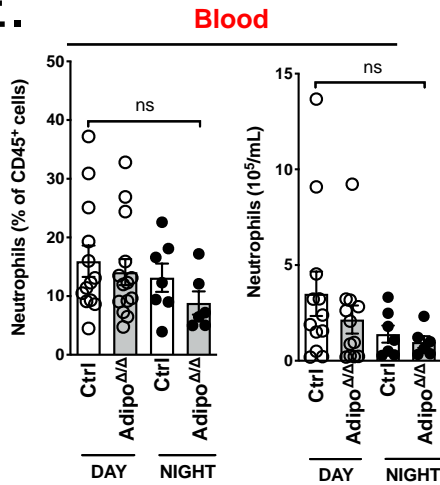 Blood
Neutrophils (% of CD45⁺ cells)
50
40
30
20
10
0
ns
Ctrl
Adipo^Δ/Δ
Ctrl
Adipo^Δ/Δ
DAY
NIGHT
Neutrophils (10⁵/mL)
15
10
5
0
ns
Ctrl
Adipo^Δ/Δ
Ctrl
Adipo^Δ/Δ
DAY
NIGHT